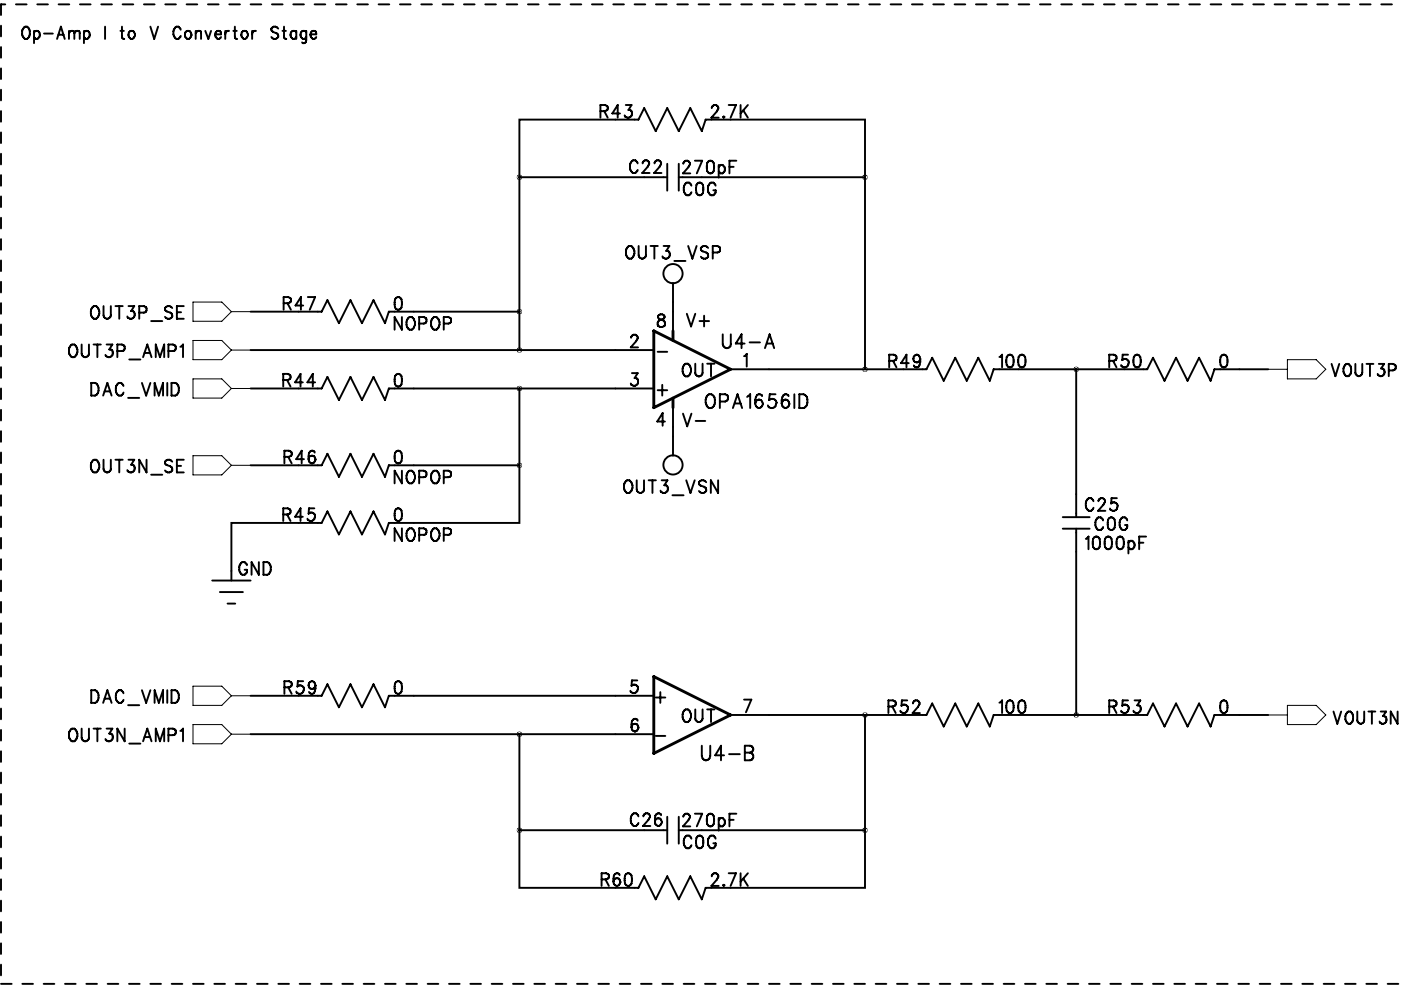 Op-Amp I to V Convertor Stage
R43 2.7K
C22 270pF
C0G
OUT3_VSP
OUT3P_SE R47 0
NOPOP
8 V+
OUT3P_AMP1 2 -
U4-A
OUT 1
DAC_VMID R44 0 3 +
OPA1656ID
4 V-
R49 100 R50 0 VOUT3P
OUT3N_SE R46 0
NOPOP
OUT3_VSN
R45 0
NOPOP
GND
C25
C0G
1000pF
DAC_VMID R59 0 5 +
OUT 7
R52 100 R53 0 VOUT3N
OUT3N_AMP1 6 -
U4-B
C26 270pF
C0G
R60 2.7K